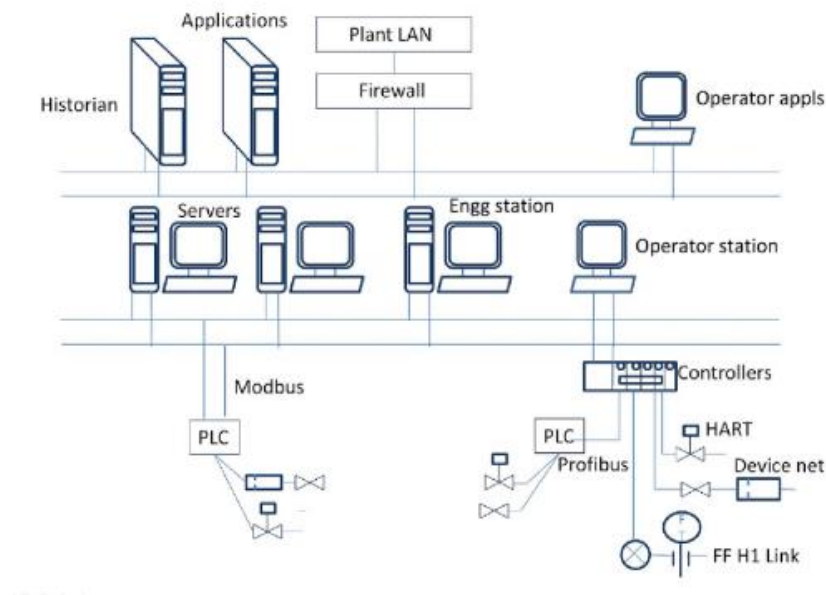 Applications
Plant LAN
Firewall
Historian
Operator appls
Servers
Engg station
Operator station
Modbus
Controllers
PLC
PLC
HART
Profibus
Device net
FF H1 Link